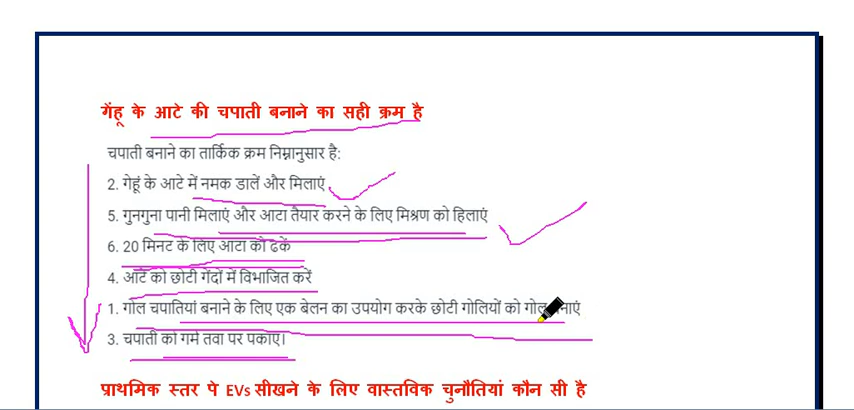 गेंहू के आटे की चपाती बनाने का सही क्रम है
चपाती बनाने का तार्किक क्रम निम्नानुसार है:
2. गेहूं के आटे में नमक डालें और मिलाएं
5. गुनगुना पानी मिलाएं और आटा तैयार करने के लिए मिश्रण को हिलाएं
6. 20 मिनट के लिए आटा को ढकें
4. आटे को छोटी गेंदों में विभाजित करें
1. गोल चपातियां बनाने के लिए एक बेलन का उपयोग करके छोटी गोलियों को गोल
3. चपाती को गर्म तवा पर पकाएं।
प्राथमिक स्तर पे EVs सीखने के लिए वास्तविक चुनौतियां कौन सी है